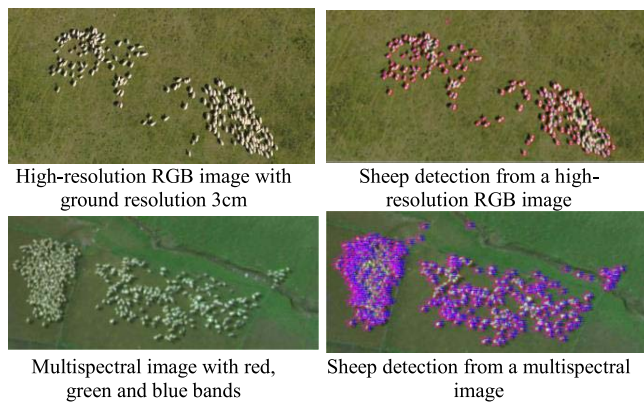 High-resolution RGB image with
ground resolution 3cm
Sheep detection from a high-
resolution RGB image
Multispectral image with red,
green and blue bands
Sheep detection from a multispectral
image